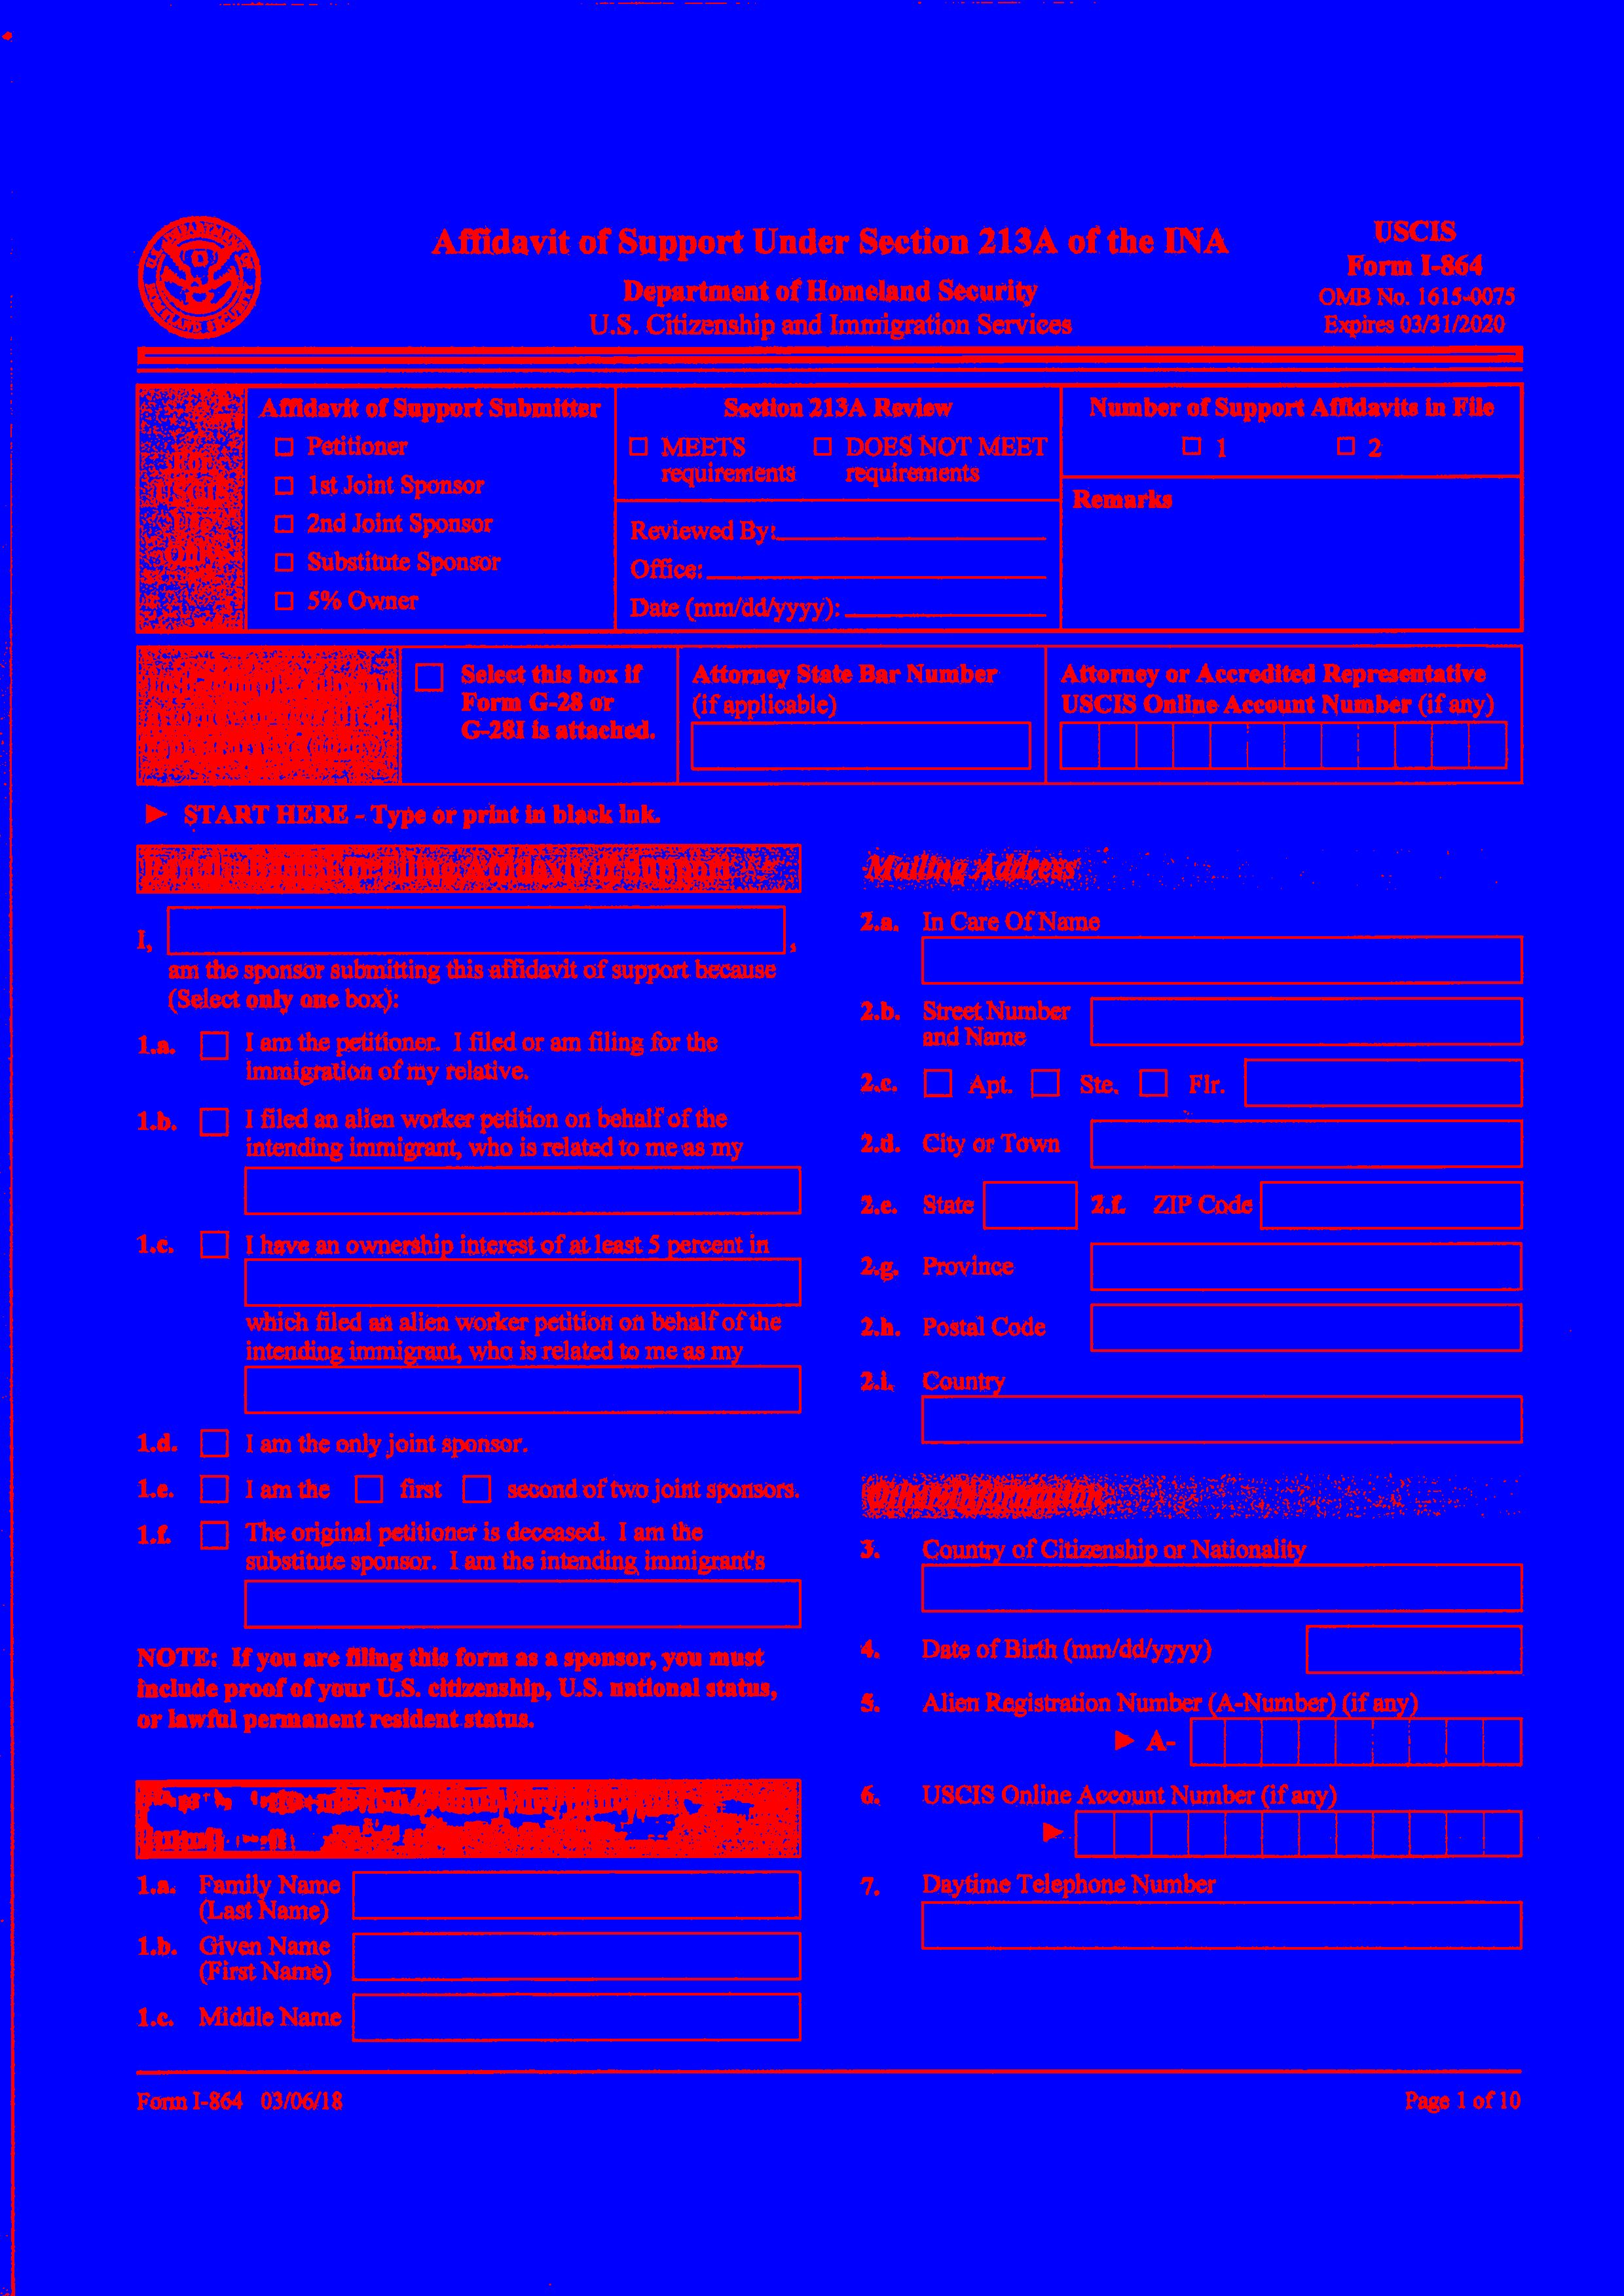 Affidavit of Support Under Section 213A of the INA
Department of Homeland Security
U.S. Citizenship and Immigration Services
USCIS
Form I-864
OMB No. 1615-0075
Expires 03/31/2020
For
USCIS
Use
Only
Affidavit of Support Submitter
Petitioner
1st Joint Sponsor
2nd Joint Sponsor
Substitute Sponsor
5% Owner
Section 213A Review
MEETS
requirements
DOES NOT MEET
requirements
Reviewed By:
Office:
Date (mm/dd/yyyy):
Number of Support Affidavits in File
1 2
Remarks
Select this box if
Form G-28 or
G-28I is attached.
Attorney State Bar Number
(if applicable)
Attorney or Accredited Representative
USCIS Online Account Number (if any)
► START HERE - Type or print in black ink.
I, ,
am the sponsor submitting this affidavit of support because
(Select only one box):
1.a. I am the petitioner. I filed or am filing for the
immigration of my relative.
1.b. I filed an alien worker petition on behalf of the
intending immigrant, who is related to me as my
1.c. I have an ownership interest of at least 5 percent in
which filed an alien worker petition on behalf of the
intending immigrant, who is related to me as my
1.d. I am the only joint sponsor.
1.e. I am the first second of two joint sponsors.
1.f. The original petitioner is deceased. I am the
substitute sponsor. I am the intending immigrant's
NOTE: If you are filing this form as a sponsor, you must
include proof of your U.S. citizenship, U.S. national status,
or lawful permanent resident status.
1.a. Family Name
(Last Name)
1.b. Given Name
(First Name)
1.c. Middle Name
Mailing Address
2.a. In Care Of Name
2.b. Street Number
and Name
2.c. Apt. Ste. Flr.
2.d. City or Town
2.e. State 2.f. ZIP Code
2.g. Province
2.h. Postal Code
2.i. Country
Other Information
3. Country of Citizenship or Nationality
4. Date of Birth (mm/dd/yyyy)
5. Alien Registration Number (A-Number) (if any)
► A-
6. USCIS Online Account Number (if any)
►
7. Daytime Telephone Number
Form I-864 03/06/18
Page 1 of 10